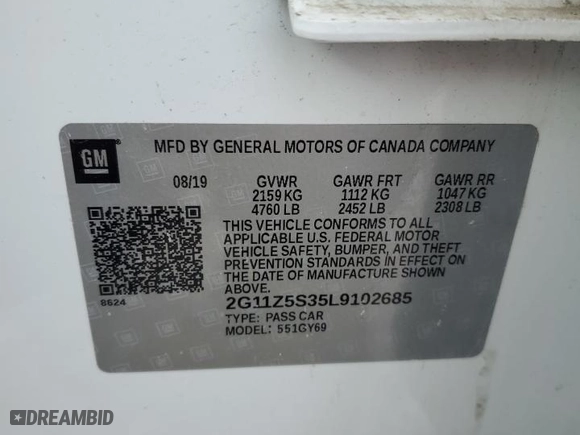 GM
MFD BY GENERAL MOTORS OF CANADA COMPANY
08/19 GVWR GAWR FRT GAWR RR
2159 KG 1112 KG 1047 KG
4760 LB 2452 LB 2308 LB
THIS VEHICLE CONFORMS TO ALL
APPLICABLE U.S. FEDERAL MOTOR
VEHICLE SAFETY, BUMPER, AND THEFT
PREVENTION STANDARDS IN EFFECT ON
THE DATE OF MANUFACTURE SHOWN
ABOVE.
8624
2G11Z5S35L9102685
TYPE: PASS CAR
MODEL: 551GY69
DREAMBID